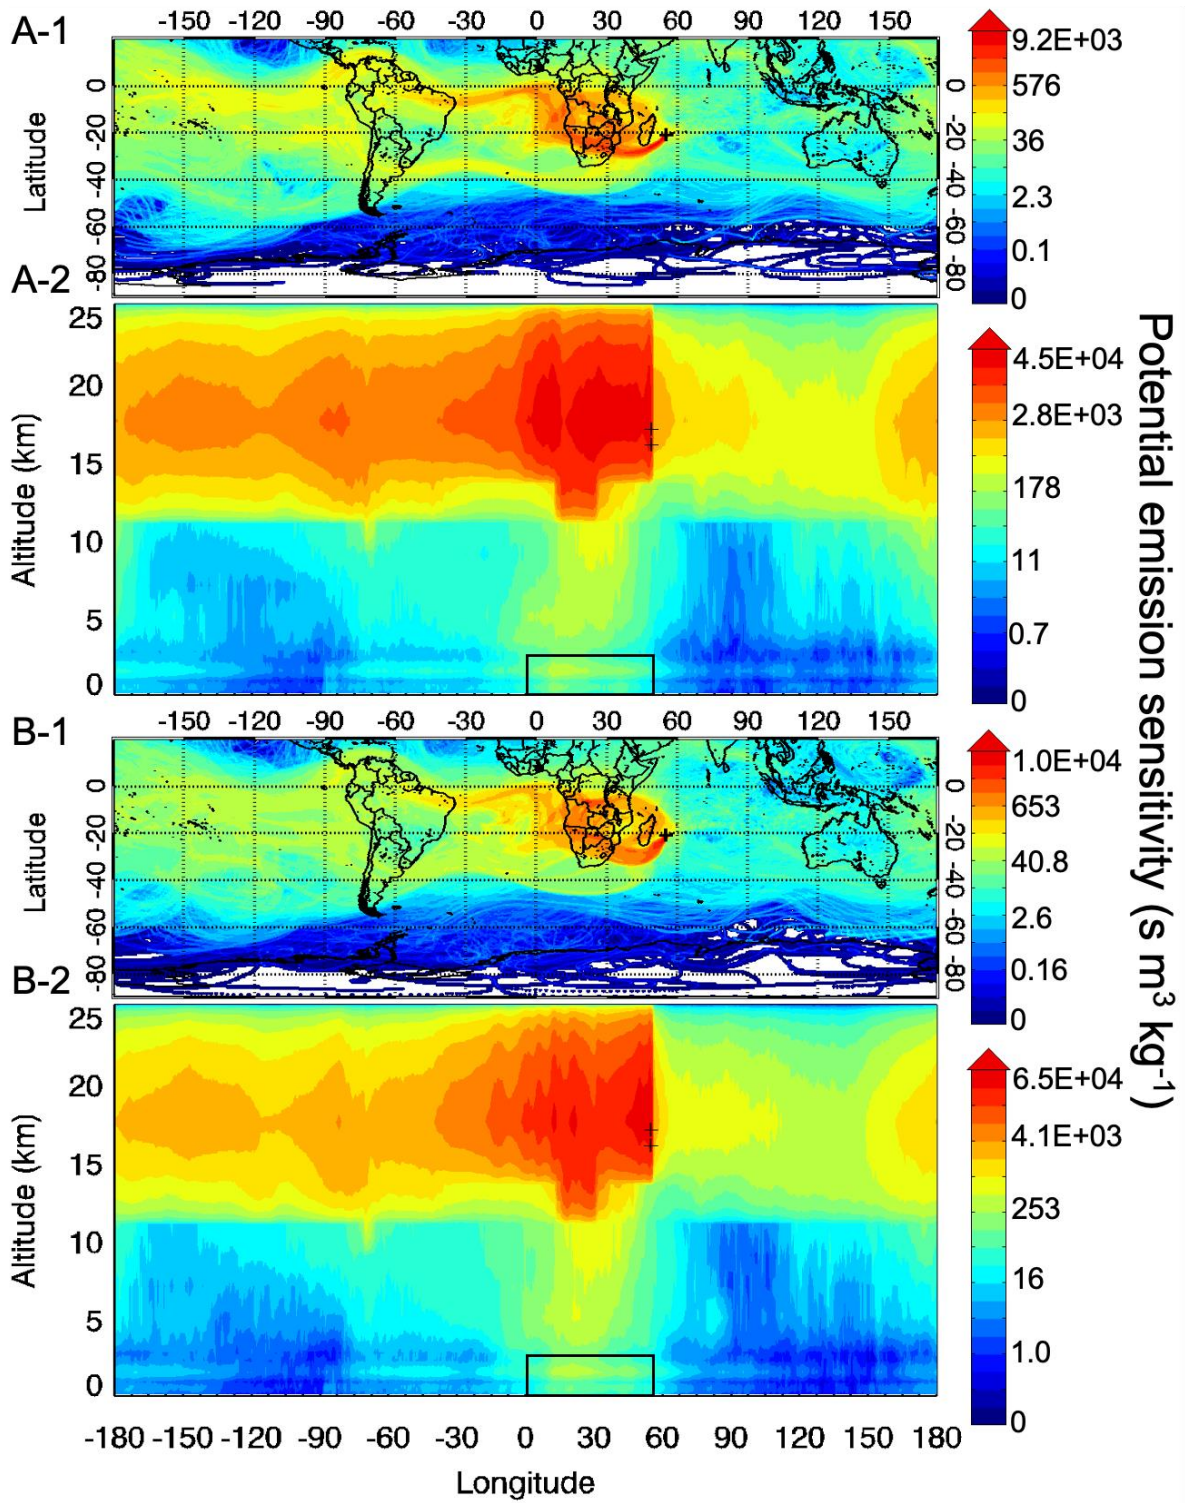 A-1
-150 -120 -90 -60 -30 0 30 60 90 120 150
Latitude
0
-20
-40
-60
-80
0
-20
-40
-60
-80
9.2E+03
576
36
2.3
0.1
0
A-2
Altitude (km)
25
20
15
10
5
0
4.5E+04
2.8E+03
178
11
0.7
0
-150 -120 -90 -60 -30 0 30 60 90 120 150
B-1
Latitude
0
-20
-40
-60
-80
0
-20
-40
-60
-80
1.0E+04
653
40.8
2.6
0.16
0
B-2
Altitude (km)
25
20
15
10
5
0
6.5E+04
4.1E+03
253
16
1.0
0
-180 -150 -120 -90 -60 -30 0 30 60 90 120 150 180
Longitude
Potential emission sensitivity (s m³ kg⁻¹)